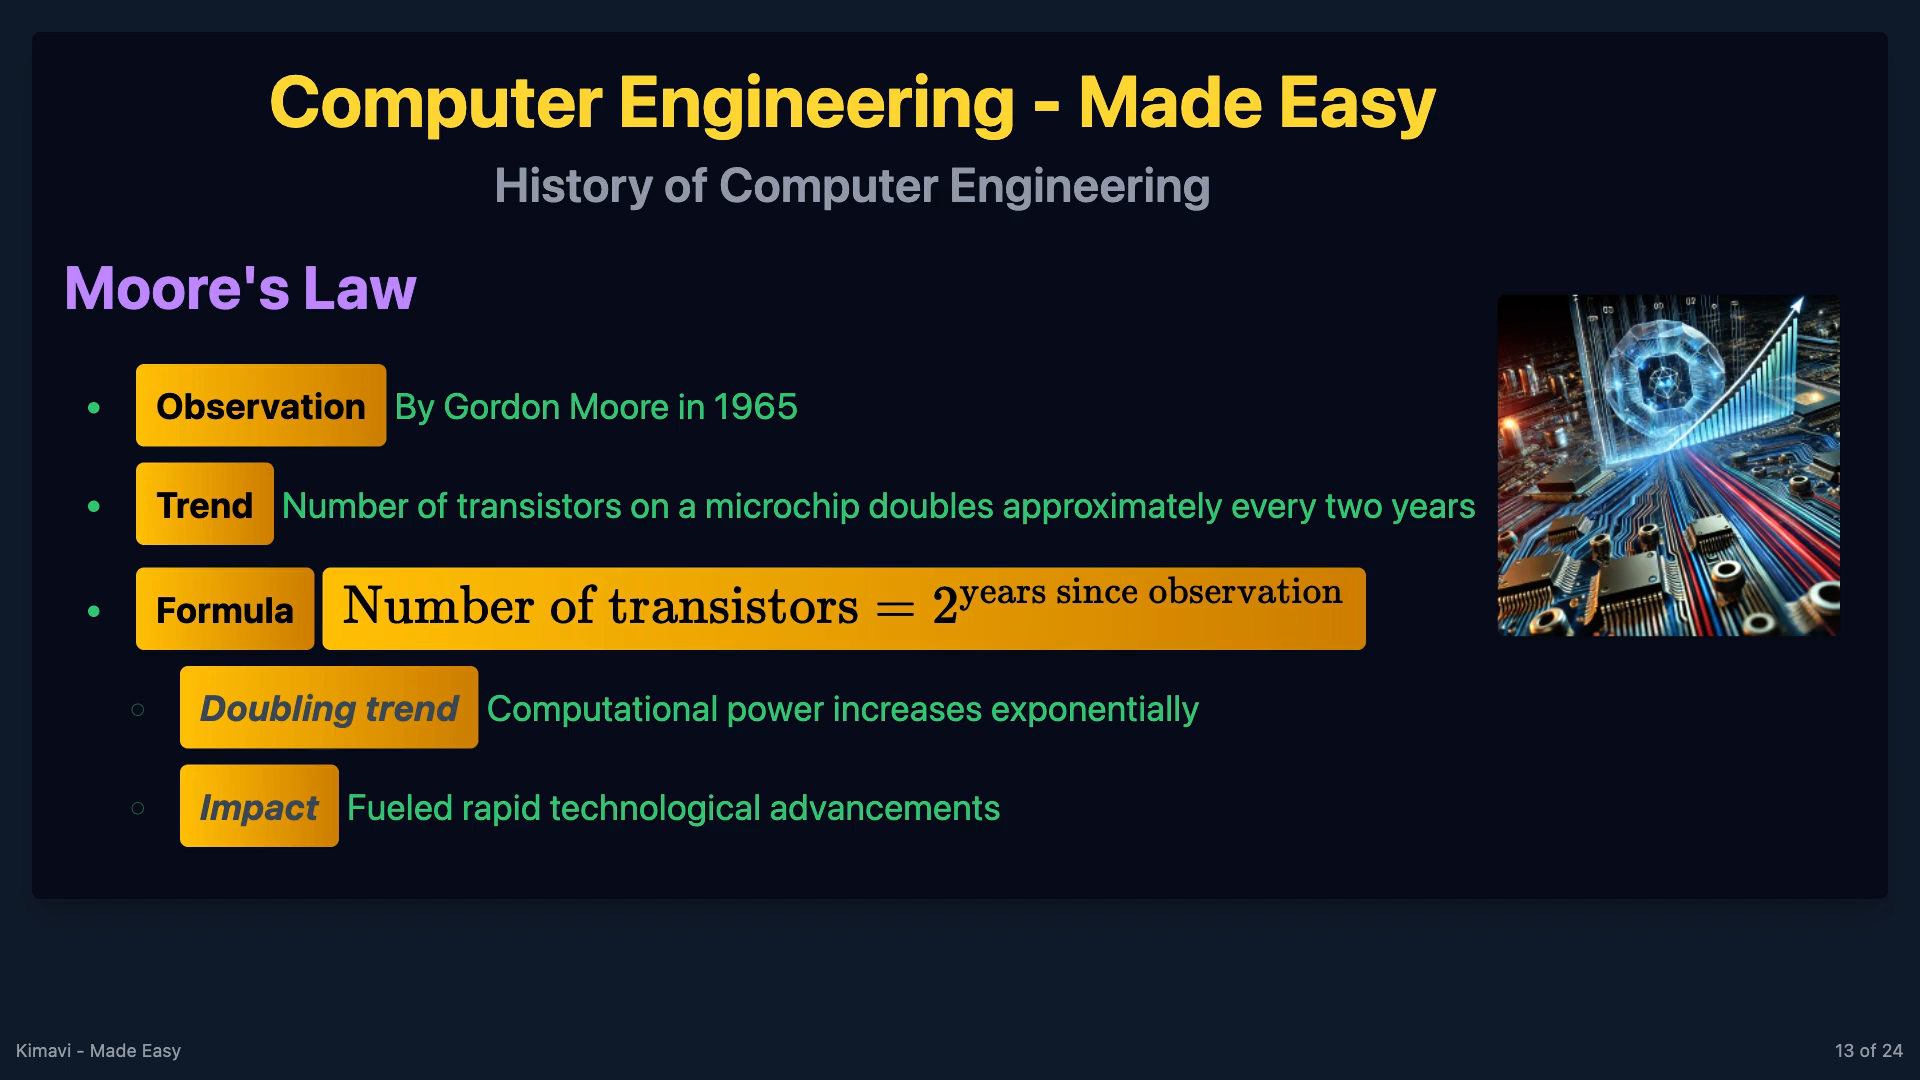 Computer Engineering - Made Easy
History of Computer Engineering
Moore's Law
Observation By Gordon Moore in 1965
Trend Number of transistors on a microchip doubles approximately every two years
Formula Number of transistors = 2^years since observation
Doubling trend Computational power increases exponentially
Impact Fueled rapid technological advancements
Kimavi - Made Easy
13 of 24